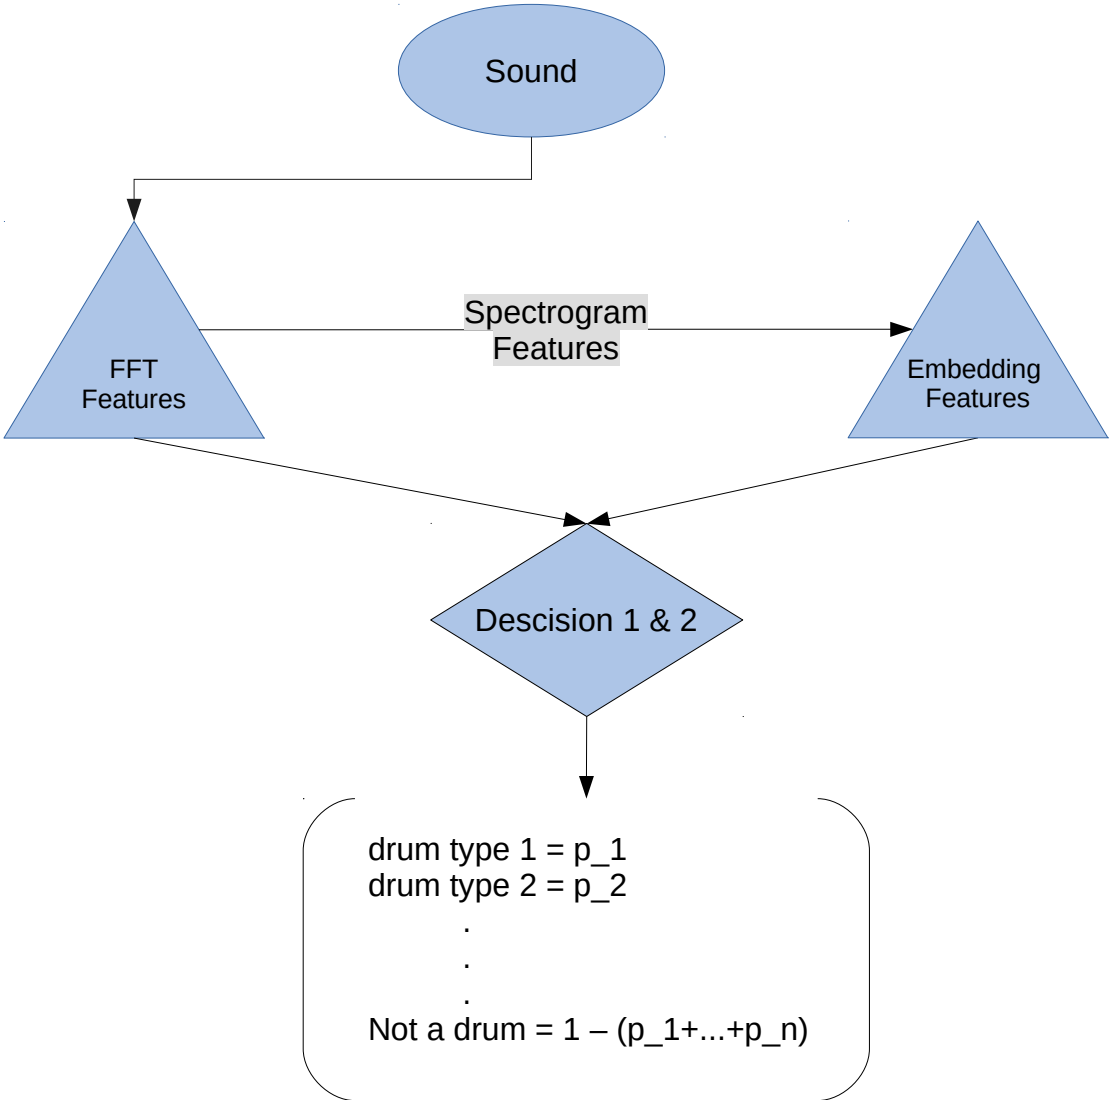 Sound
Spectrogram
Features
FFT
Features
Embedding
Features
Descision 1 & 2
drum type 1 = p_1
drum type 2 = p_2
.
.
.
Not a drum = 1 – (p_1+...+p_n)